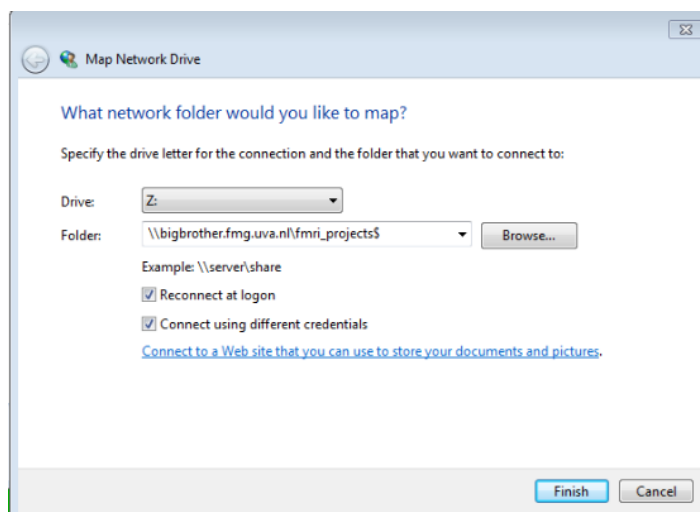 Map Network Drive
What network folder would you like to map?
Specify the drive letter for the connection and the folder that you want to connect to:
Drive: Z:
Folder: \\bigbrother.fmg.uva.nl\fmri_projects$ Browse...
Example: \\server\share
Reconnect at logon
Connect using different credentials
Connect to a Web site that you can use to store your documents and pictures.
Finish Cancel